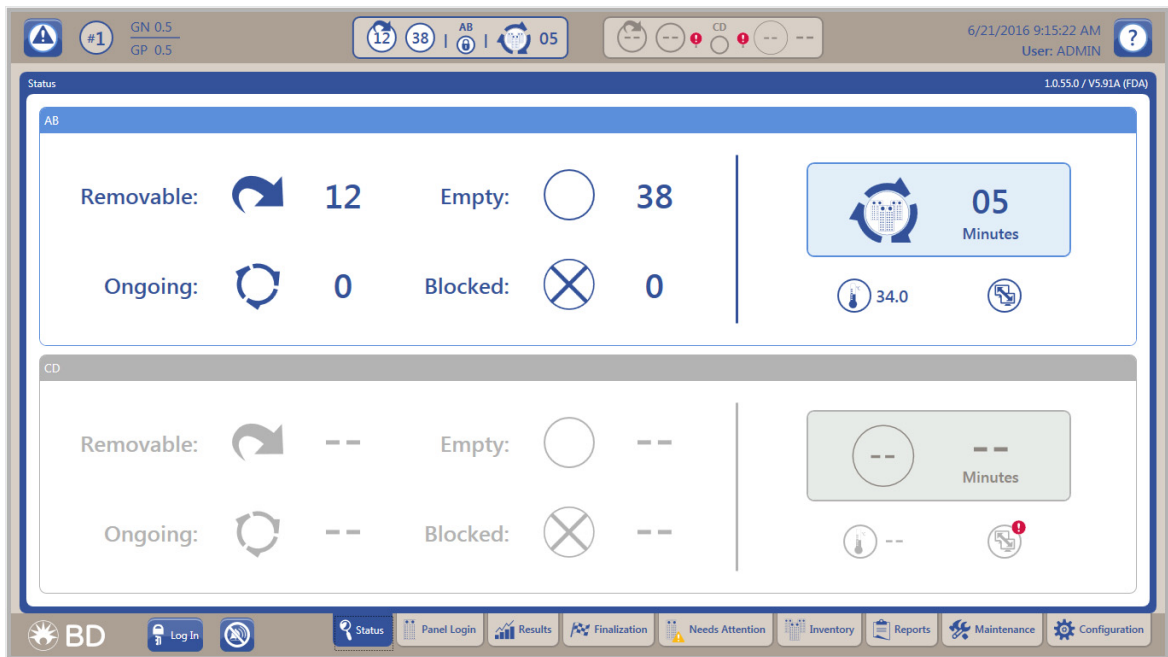 #1
GN 0.5
GP 0.5
12 38 | AB | 05
-- -- CD -- --
6/21/2016 9:15:22 AM
User: ADMIN
?
Status
1.0.55.0 / V5.91A (FDA)
AB
Removable: 12 Empty: 38
05
Minutes
Ongoing: 0 Blocked: 0
°C 34.0
CD
Removable: -- Empty: --
-- --
Minutes
Ongoing: -- Blocked: --
°C --
BD
Log In
Status
Panel Login
Results
Finalization
Needs Attention
Inventory
Reports
Maintenance
Configuration